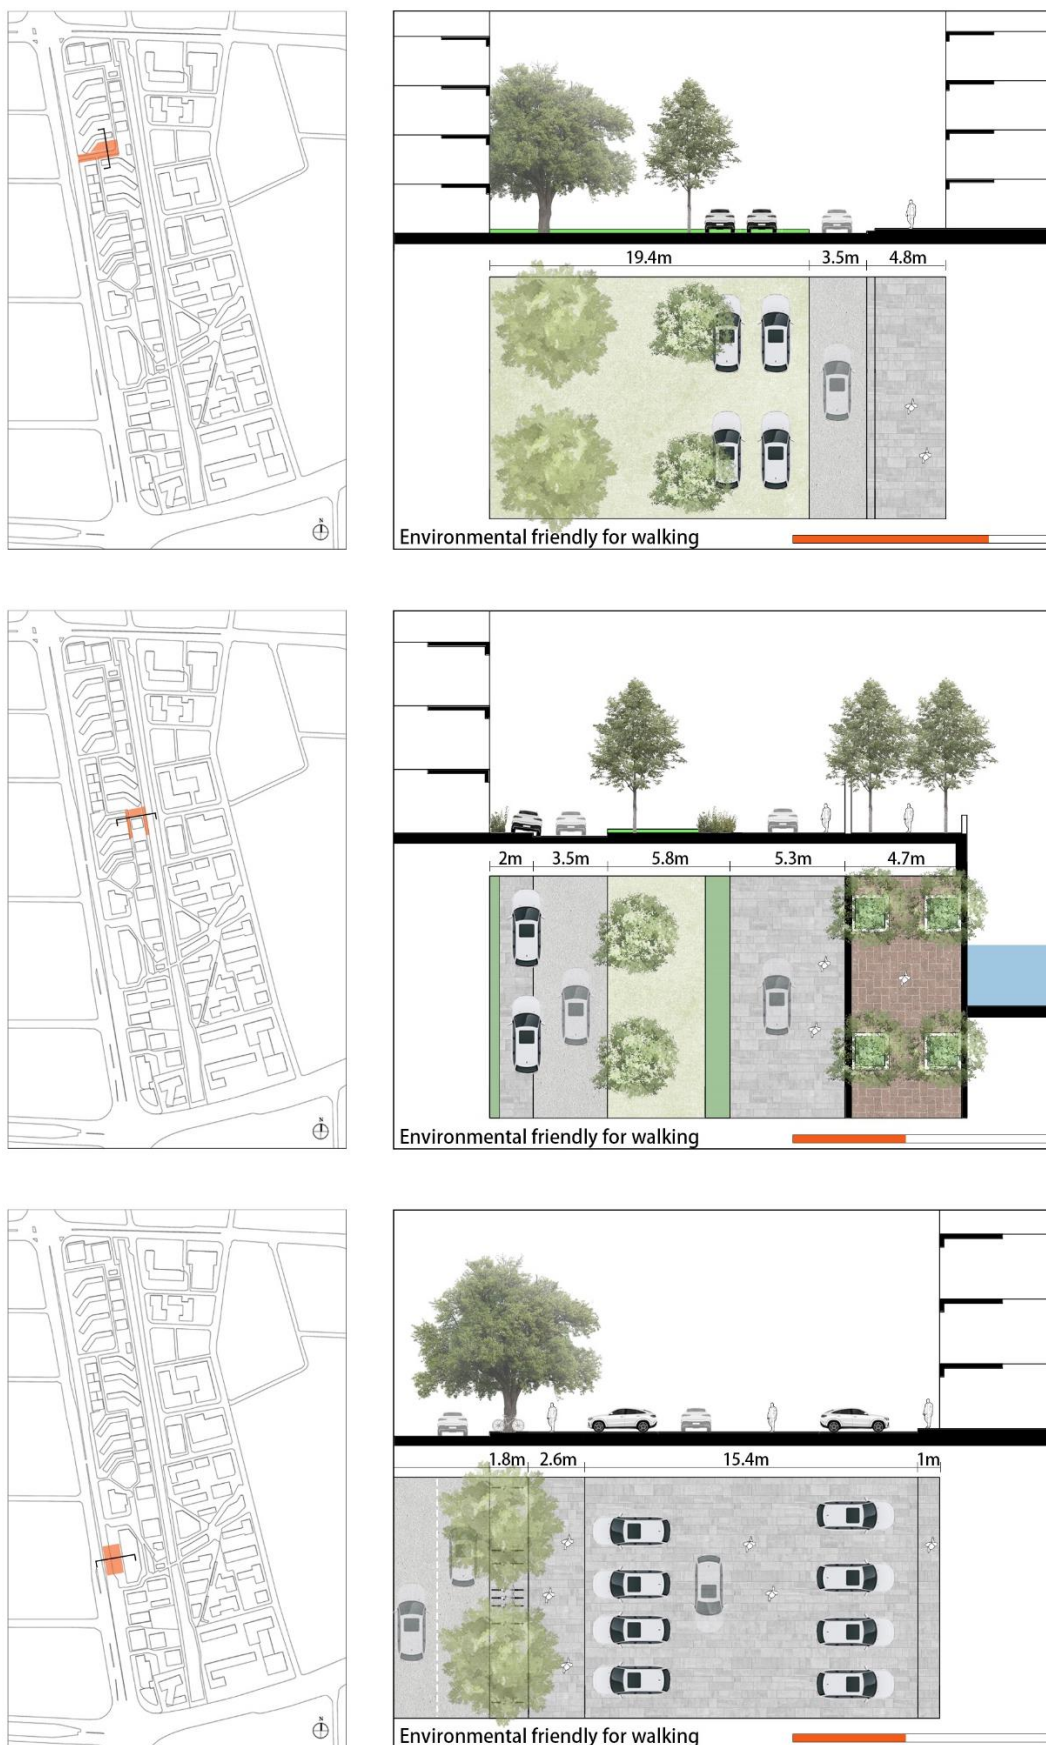 N
19.4m 3.5m 4.8m
Environmental friendly for walking
N
2m 3.5m 5.8m 5.3m 4.7m
Environmental friendly for walking
N
1.8m 2.6m 15.4m 1m
Environmental friendly for walking